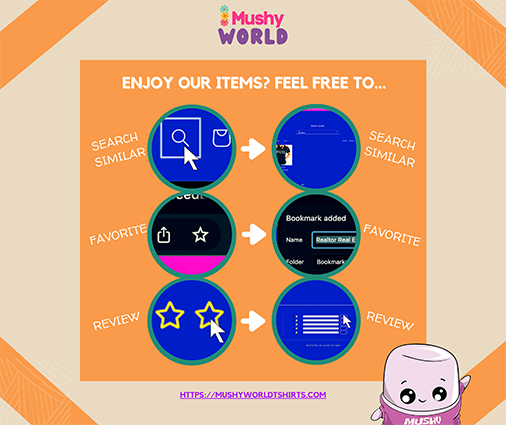 Mushy
WORLD
ENJOY OUR ITEMS? FEEL FREE TO...
SEARCH
SIMILAR
SEARCH
SIMILAR
FAVORITE
Bookmark added
Name Realtor Real E
Folder Bookmark
FAVORITE
REVIEW
REVIEW
HTTPS://MUSHYWORLDTSHIRTS.COM
MUSHY